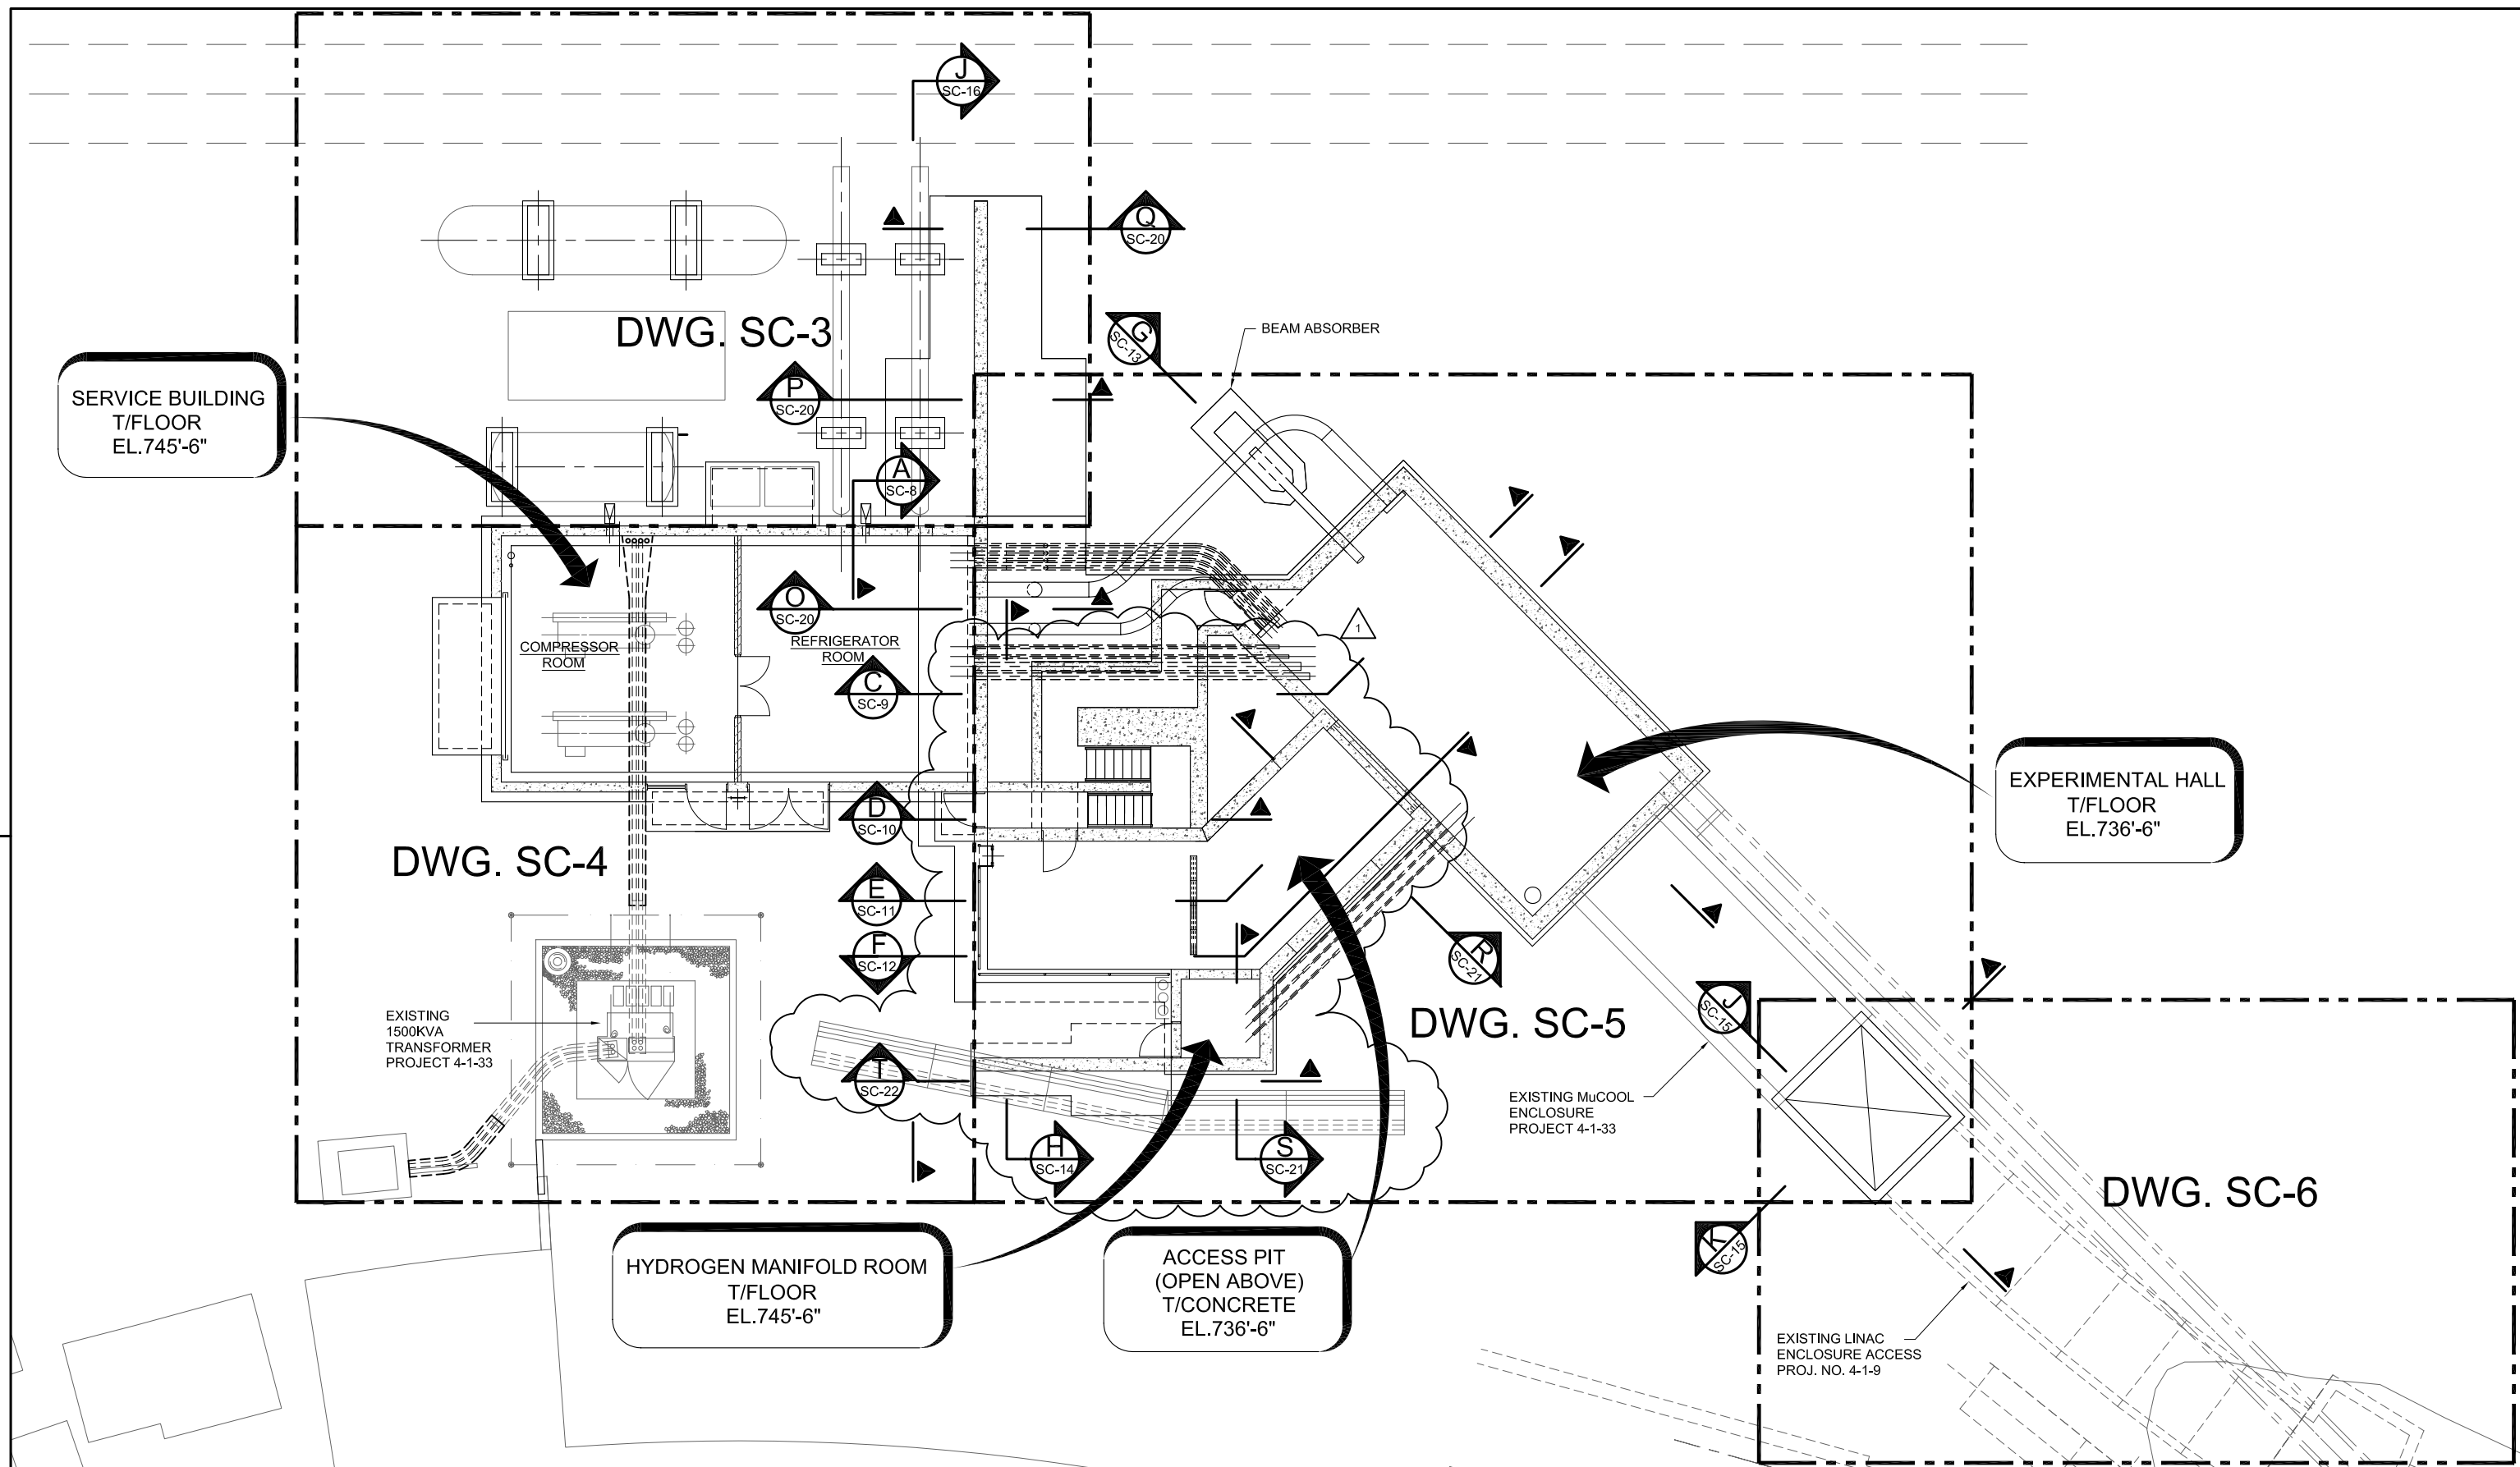 J
SC-16
Q
SC-20
DWG. SC-3
G
SC-13
BEAM ABSORBER
SERVICE BUILDING
T/FLOOR
EL.745'-6"
P
SC-20
A
SC-8
O
SC-20
COMPRESSOR
ROOM
REFRIGERATOR
ROOM
1
C
SC-9
EXPERIMENTAL HALL
T/FLOOR
EL.736'-6"
D
SC-10
DWG. SC-4
E
SC-11
F
SC-12
R
SC-21
EXISTING
1500KVA
TRANSFORMER
PROJECT 4-1-33
DWG. SC-5
J
SC-15
T
SC-22
EXISTING MuCOOL
ENCLOSURE
PROJECT 4-1-33
H
SC-14
S
SC-21
DWG. SC-6
K
SC-15
HYDROGEN MANIFOLD ROOM
T/FLOOR
EL.745'-6"
ACCESS PIT
(OPEN ABOVE)
T/CONCRETE
EL.736'-6"
EXISTING LINAC
ENCLOSURE ACCESS
PROJ. NO. 4-1-9